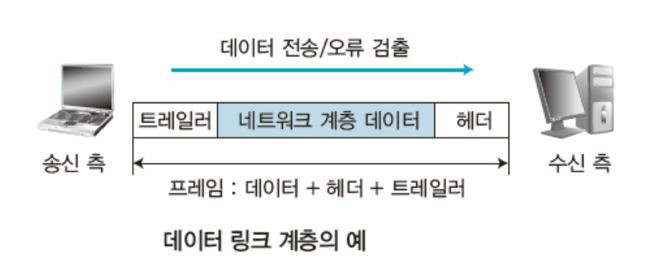 데이터 전송/오류 검출
트레일러 네트워크 계층 데이터 헤더
송신 측 수신 측
프레임 : 데이터 + 헤더 + 트레일러
데이터 링크 계층의 예